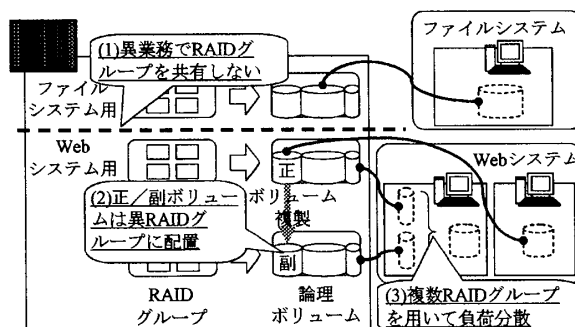 ファイルシステム
(1)異業務でRAIDグ
ループを共有しない
ファイル
システム用
Web
システム用
正
Webシステム
(2)正／副ボリュー
ムは異RAIDグ
ループに配置
ボリューム
複製
副
RAID
グループ
論理
ボリューム
(3)複数RAIDグループ
を用いて負荷分散